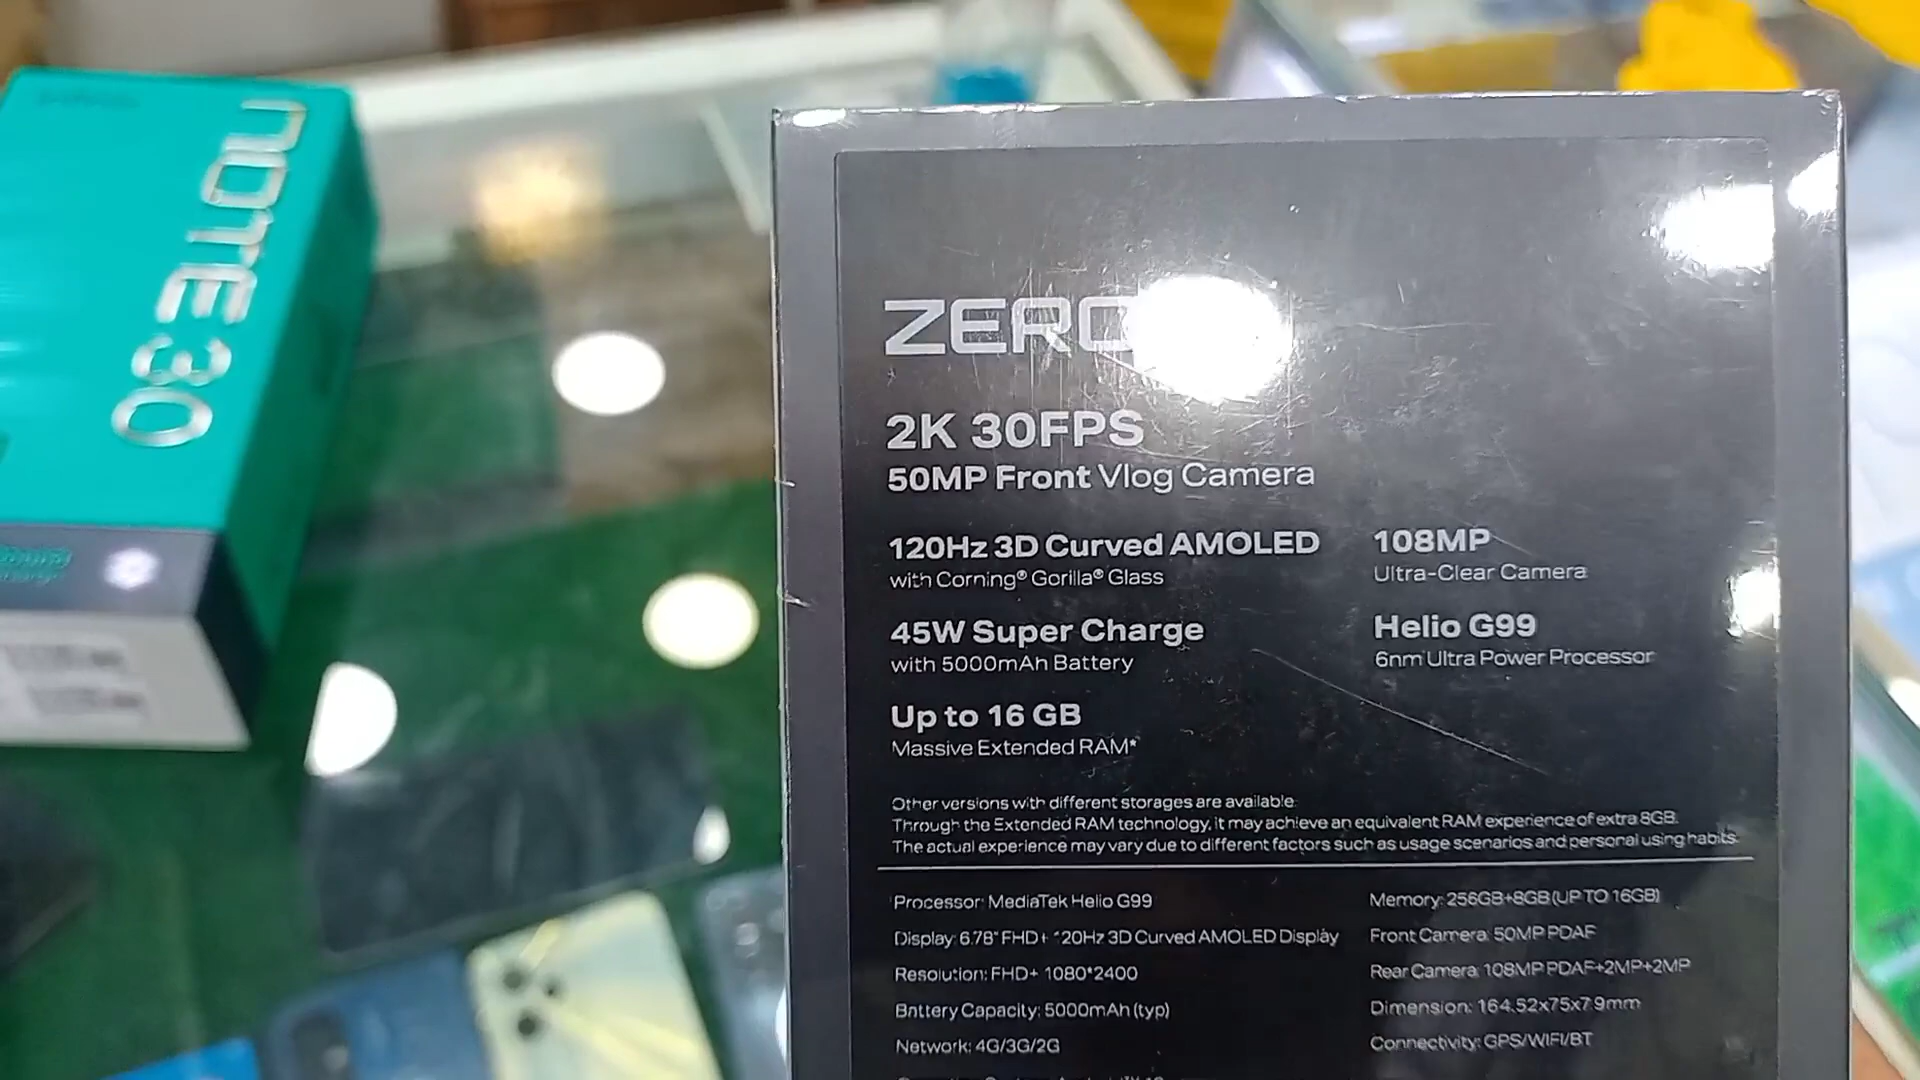 NOTE 30
ZERO
2K 30FPS
50MP Front Vlog Camera
120Hz 3D Curved AMOLED
with Corning® Gorilla® Glass
108MP
Ultra-Clear Camera
45W Super Charge
with 5000mAh Battery
Helio G99
6nm Ultra Power Processor
Up to 16 GB
Massive Extended RAM*
Other versions with different storages are available.
Through the Extended RAM technology, it may achieve an equivalent RAM experience of extra 8GB.
The actual experience may vary due to different factors such as usage scenarios and personal using habits.
Processor: MediaTek Helio G99
Display: 6.78" FHD+ 120Hz 3D Curved AMOLED Display
Resolution: FHD+ 1080*2400
Battery Capacity: 5000mAh (typ)
Network: 4G/3G/2G
Memory: 256GB+8GB (UP TO 16GB)
Front Camera: 50MP PDAF
Rear Camera: 108MP PDAF+2MP+2MP
Dimension: 164.52x75x7.9mm
Connectivity: GPS/WIFI/BT